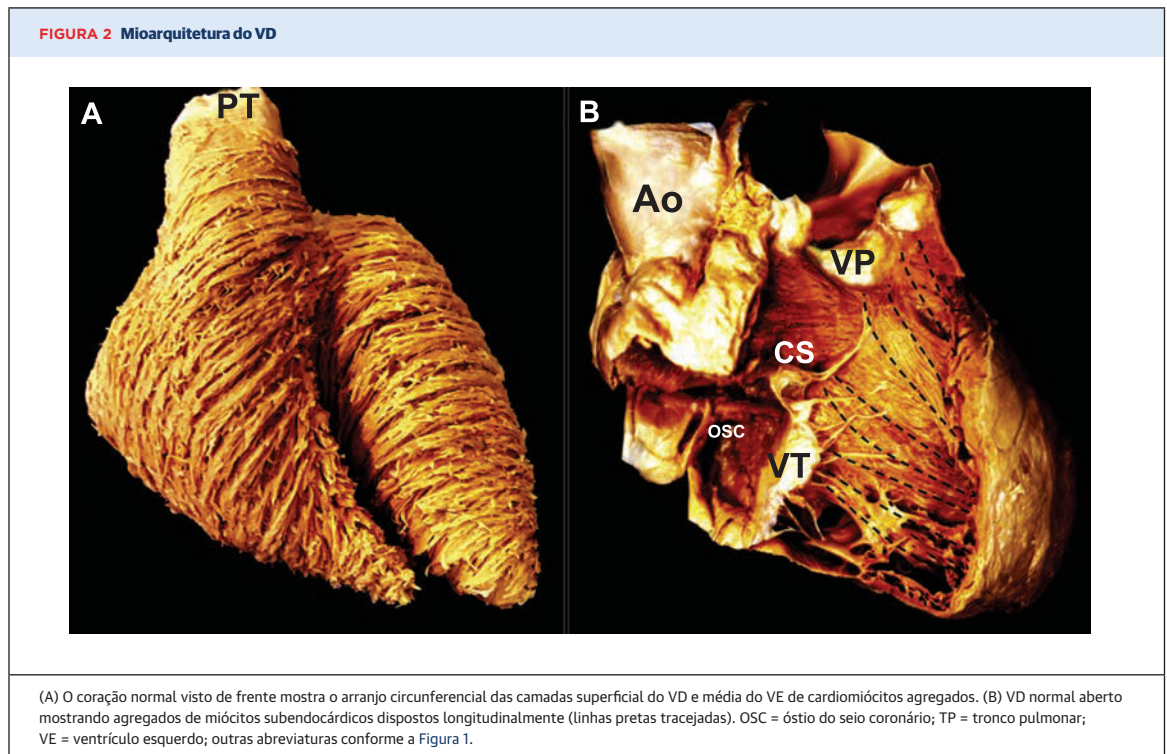 FIGURA 2 Mioarquitetura do VD
A
PT
B
Ao
VP
CS
OSC
VT
(A) O coração normal visto de frente mostra o arranjo circunferencial das camadas superficial do VD e média do VE de cardiomiócitos agregados. (B) VD normal aberto
mostrando agregados de miócitos subendocárdicos dispostos longitudinalmente (linhas pretas tracejadas). OSC = óstio do seio coronário; TP = tronco pulmonar;
VE = ventrículo esquerdo; outras abreviaturas conforme a Figura 1.